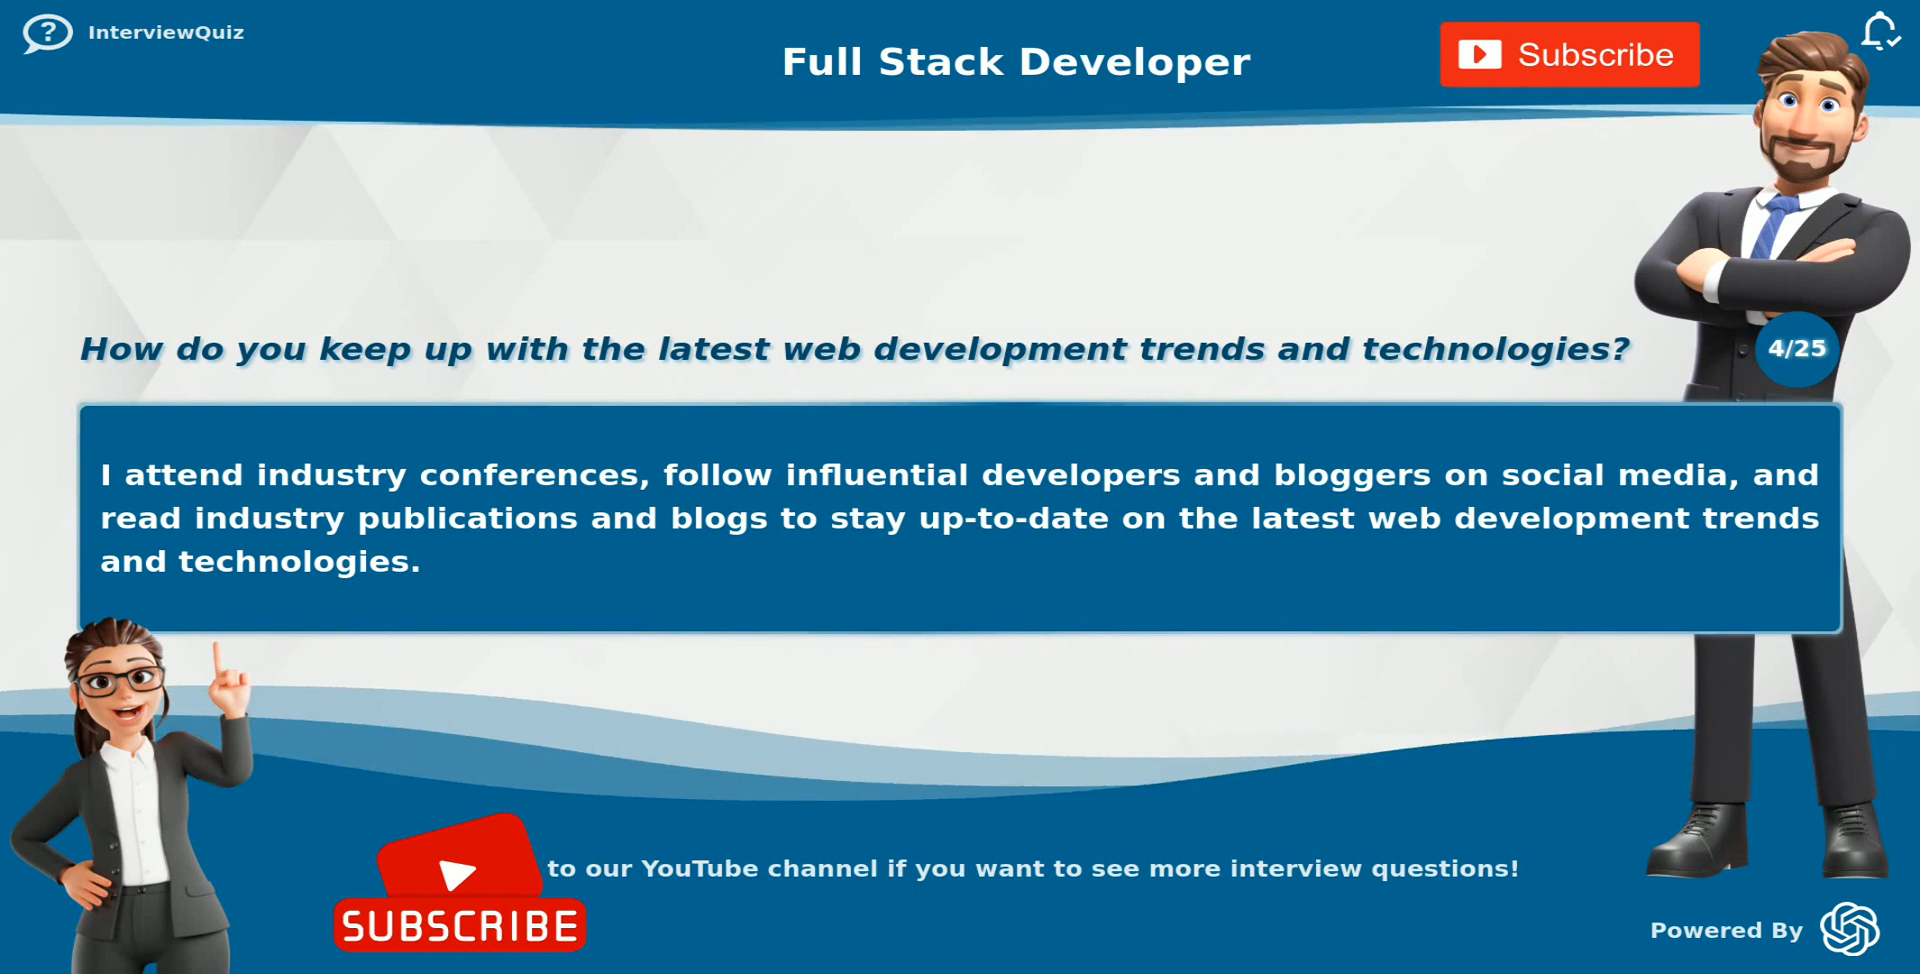 InterviewQuiz
Full Stack Developer
Subscribe
How do you keep up with the latest web development trends and technologies?
4/25
I attend industry conferences, follow influential developers and bloggers on social media, and
read industry publications and blogs to stay up-to-date on the latest web development trends
and technologies.
to our YouTube channel if you want to see more interview questions!
SUBSCRIBE
Powered By